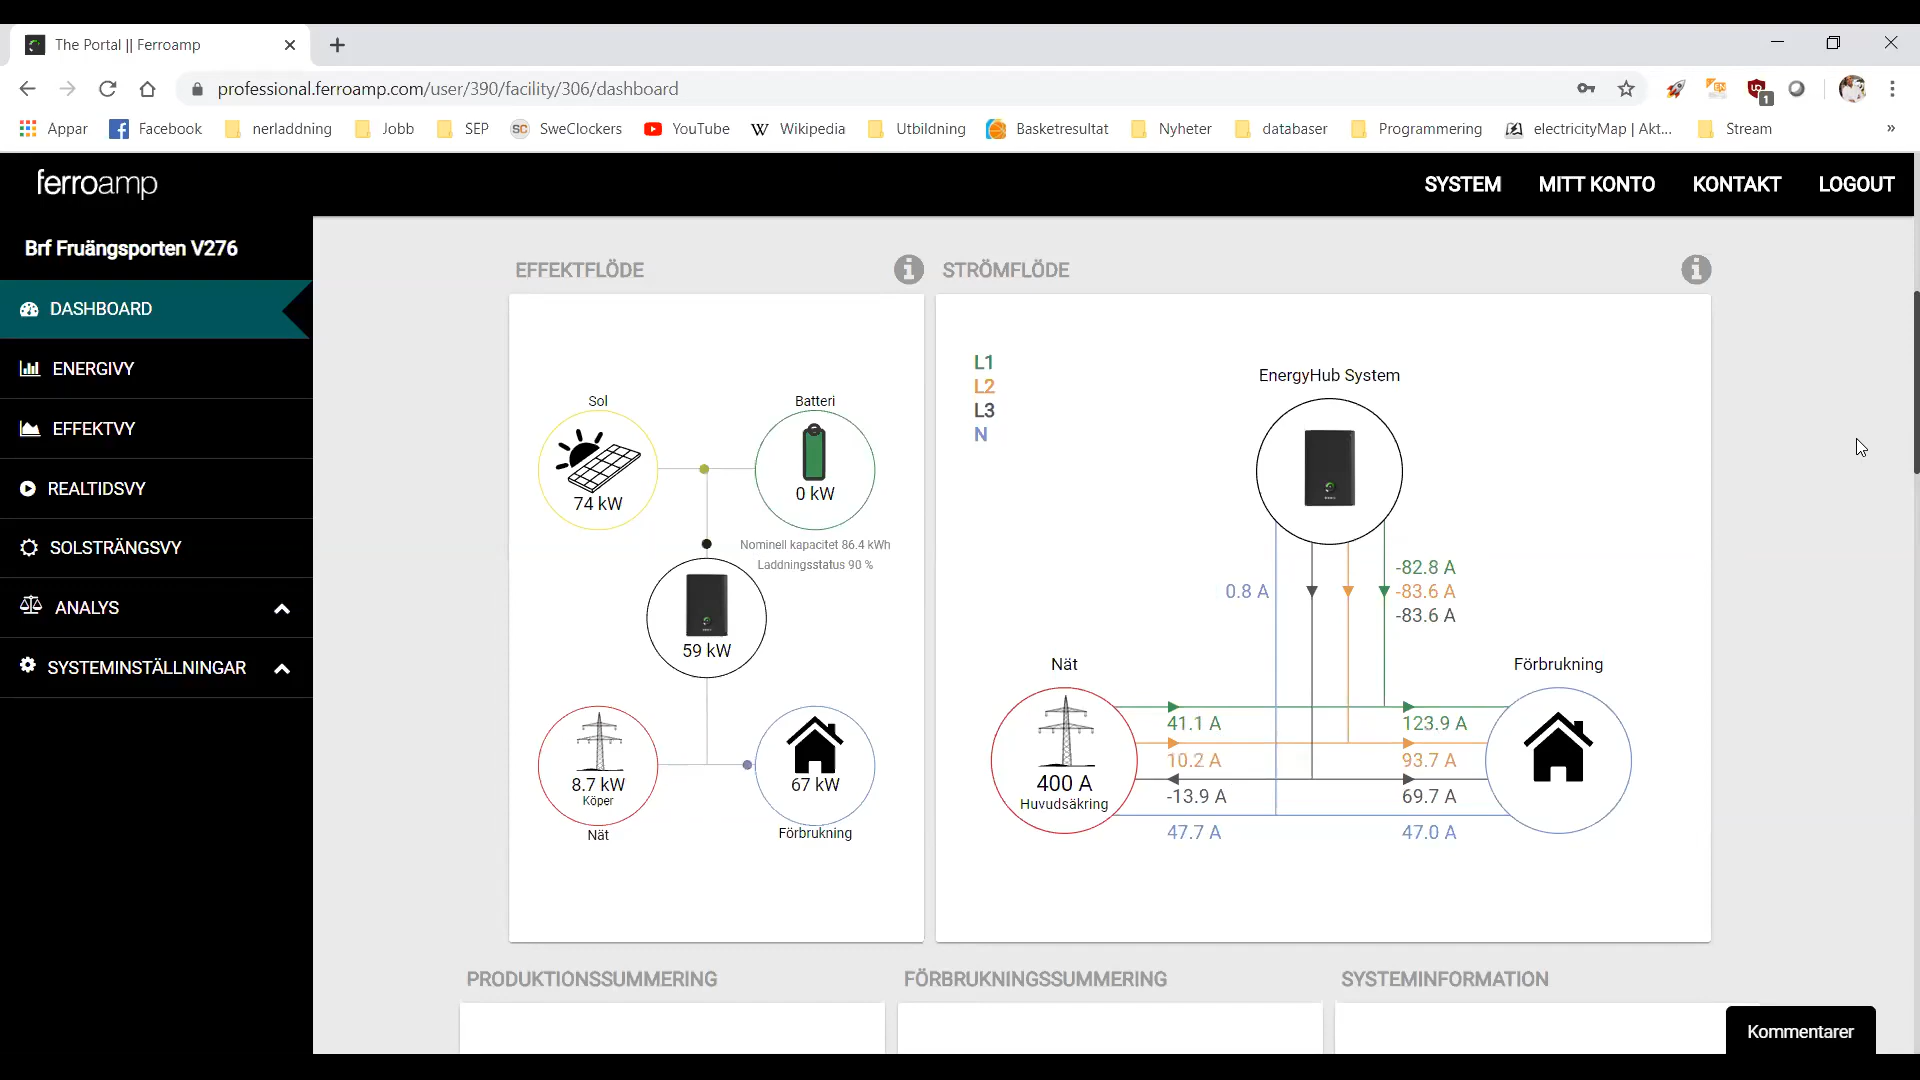 The Portal || Ferroamp
professional.ferroamp.com/user/390/facility/306/dashboard
1
Appar Facebook nerladdning Jobb SEP SC SweClockers YouTube W Wikipedia Utbildning Basketresultat Nyheter databaser Programmering electricityMap | Akt... Stream »
ferroamp
SYSTEM MITT KONTO KONTAKT LOGOUT
Brf Fruängsporten V276
DASHBOARD
ENERGIVY
EFFEKTVY
REALTIDSVY
SOLSTRÄNGSVY
ANALYS
SYSTEMINSTÄLLNINGAR
EFFEKTFLÖDE
Sol
74 kW
Batteri
0 kW
Nominell kapacitet 86.4 kWh
Laddningsstatus 90 %
59 kW
8.7 kW
Köper
Nät
67 kW
Förbrukning
STRÖMFLÖDE
L1
L2
L3
N
EnergyHub System
0.8 A
-82.8 A
-83.6 A
-83.6 A
Nät
400 A
Huvudsäkring
41.1 A
10.2 A
-13.9 A
47.7 A
Förbrukning
123.9 A
93.7 A
69.7 A
47.0 A
PRODUKTIONSSUMMERING
FÖRBRUKNINGSSUMMERING
SYSTEMINFORMATION
Kommentarer